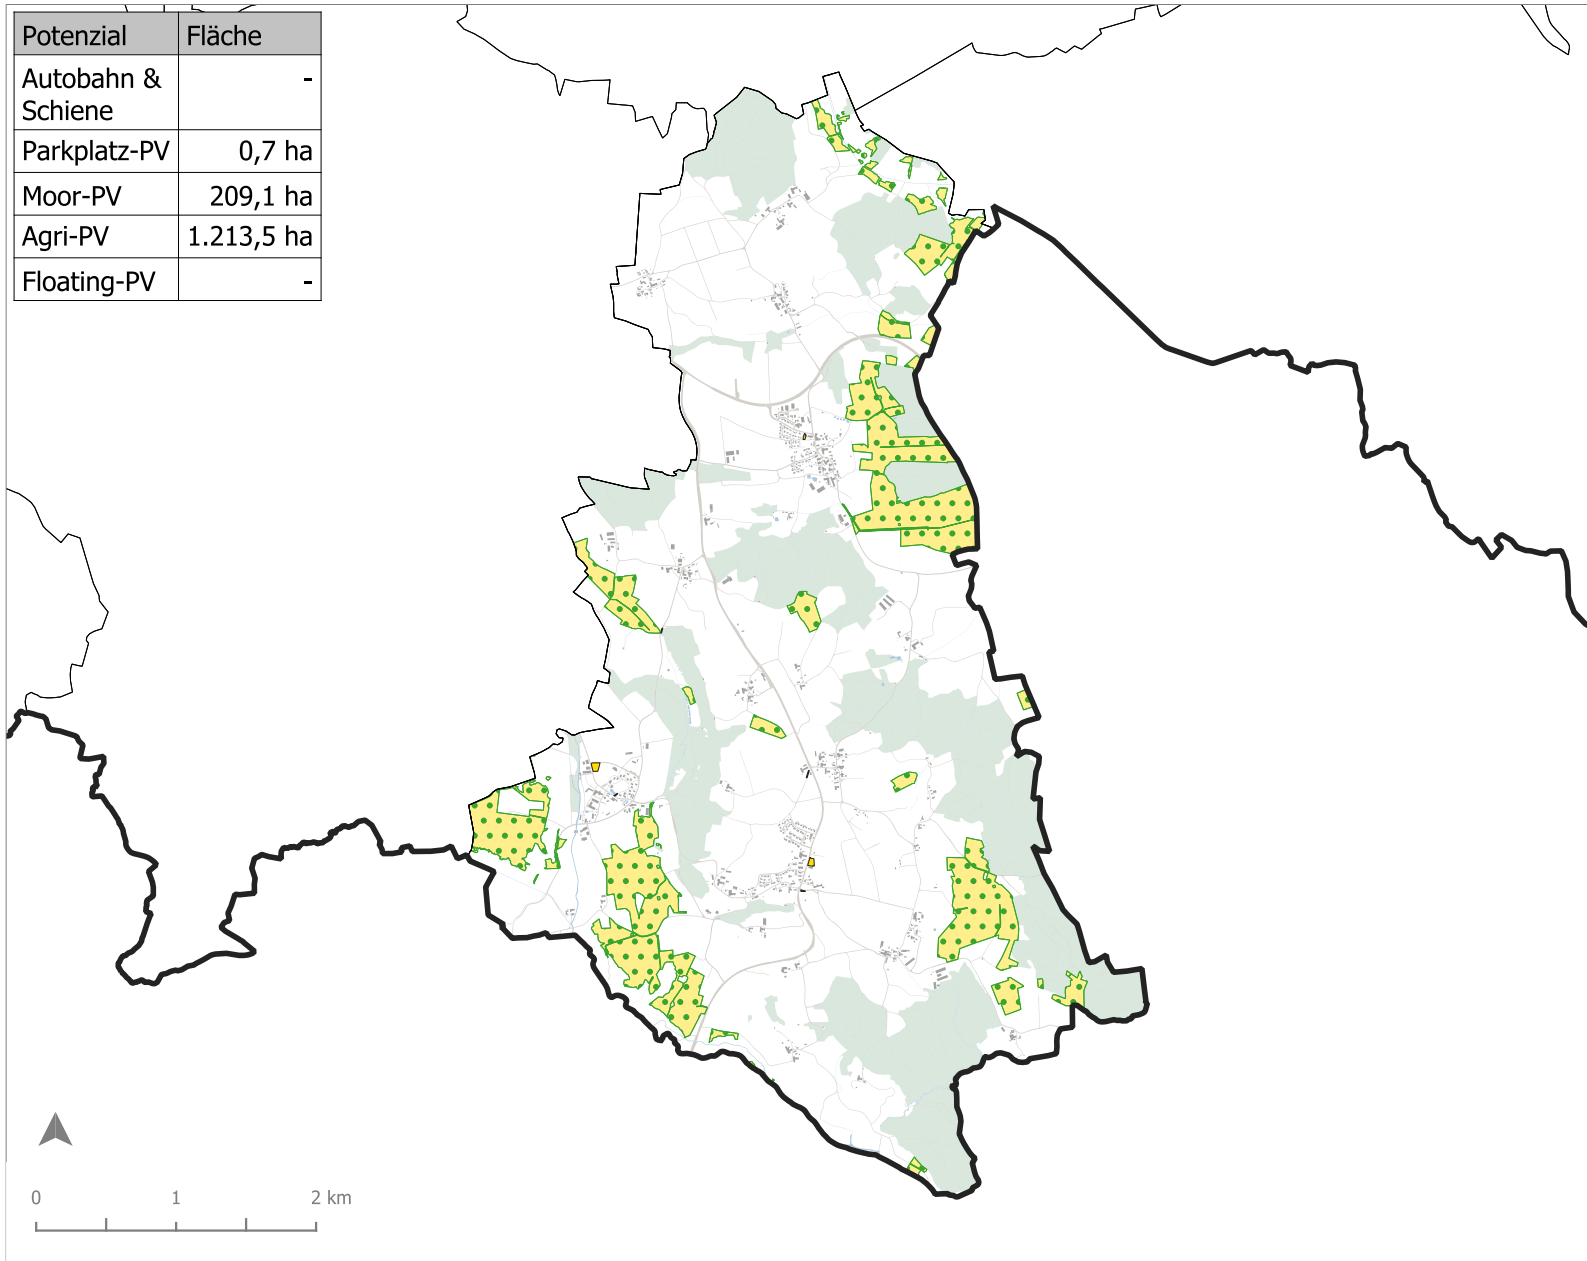 Potenzial Fläche
Autobahn & -
Schiene
Parkplatz-PV 0,7 ha
Moor-PV 209,1 ha
Agri-PV 1.213,5 ha
Floating-PV -
0 1 2 km